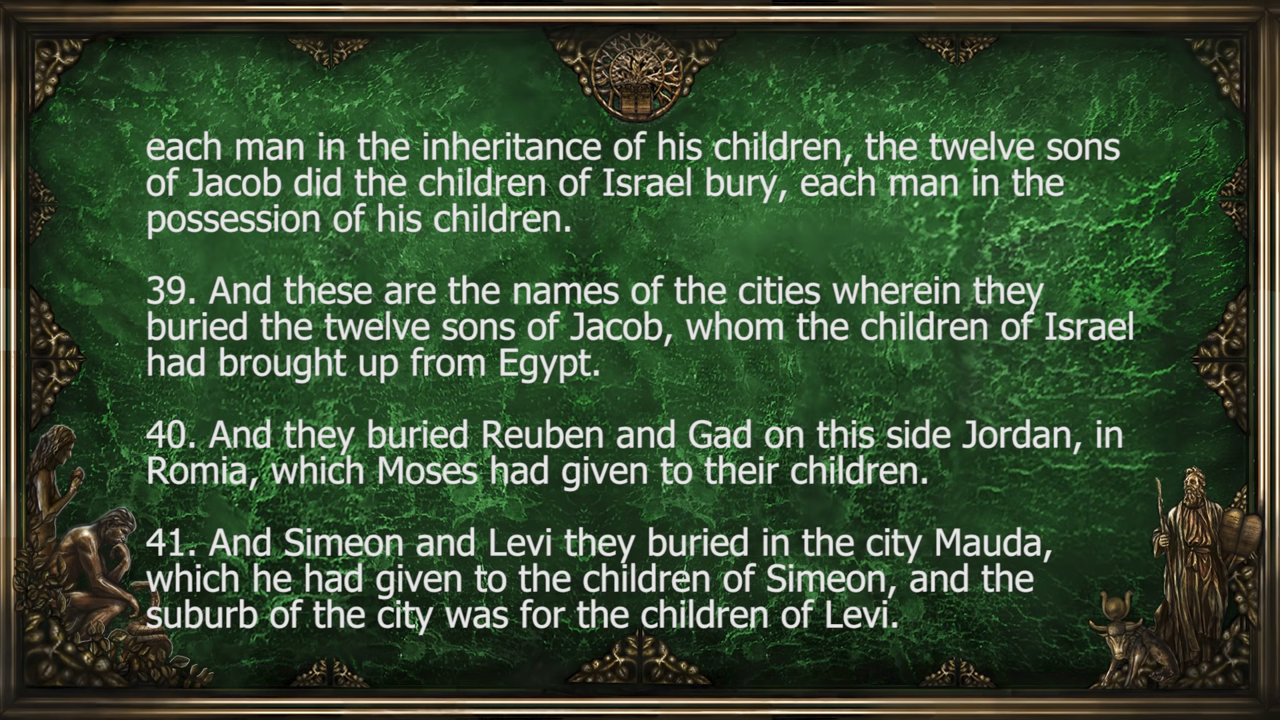 each man in the inheritance of his children, the twelve sons
of Jacob did the children of Israel bury, each man in the
possession of his children.
39. And these are the names of the cities wherein they
buried the twelve sons of Jacob, whom the children of Israel
had brought up from Egypt.
40. And they buried Reuben and Gad on this side Jordan, in
Romia, which Moses had given to their children.
41. And Simeon and Levi they buried in the city Mauda,
which he had given to the children of Simeon, and the
suburb of the city was for the children of Levi.